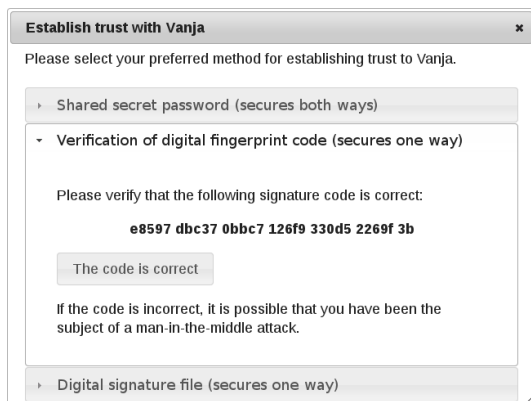 Establish trust with Vanja
Please select your preferred method for establishing trust to Vanja.
Shared secret password (secures both ways)
Verification of digital fingerprint code (secures one way)
Please verify that the following signature code is correct:
e8597 dbc37 0bbc7 126f9 330d5 2269f 3b
The code is correct
If the code is incorrect, it is possible that you have been the
subject of a man-in-the-middle attack.
Digital signature file (secures one way)